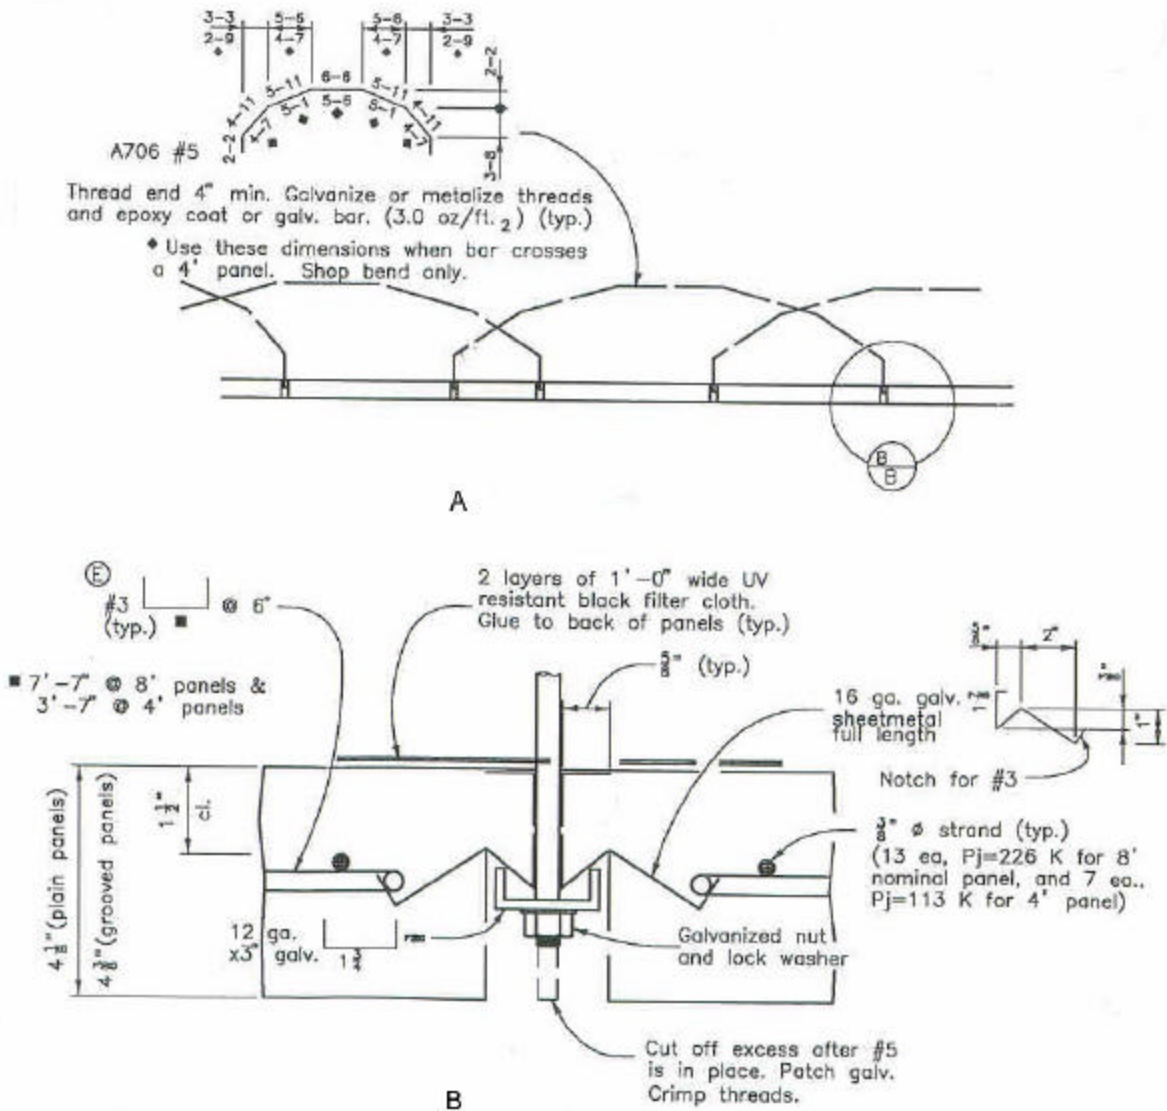 3-3 5-6 5-6 3-3
2-9 4-7 4-7 2-9
2-2
6-6
5-11 5-11
4-11 4-11
5-1 5-6 5-1
4-7 4-7
2-2
3-8
A706 #5
Thread end 4" min. Galvanize or metalize threads
and epoxy coat or galv. bar. (3.0 oz/ft. 2 ) (typ.)
◆ Use these dimensions when bar crosses
a 4' panel. Shop bend only.
B
B
A
E
#3 @ 6"
(typ.) ■
■ 7'-7" @ 8' panels &
3'-7" @ 4' panels
2 layers of 1'-0" wide UV
resistant black filter cloth.
Glue to back of panels (typ.)
5/8" (typ.)
16 ga. galv.
sheetmetal
full length
5/8" 2"
1"
Notch for #3
4 1/8" (plain panels)
4 3/8" (grooved panels)
1 1/2"
cl.
3/8" ø strand (typ.)
(13 ea, Pj=226 K for 8'
nominal panel, and 7 ea.,
Pj=113 K for 4' panel)
12 ga.
x3" galv.
1 3/4
Galvanized nut
and lock washer
Cut off excess after #5
is in place. Patch galv.
Crimp threads.
B